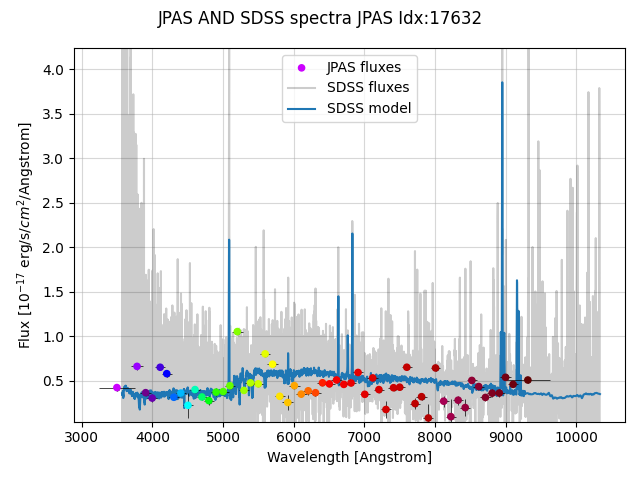 JPAS AND SDSS spectra JPAS Idx:17632
JPAS fluxes
SDSS fluxes
SDSS model
4.0
3.5
3.0
2.5
2.0
1.5
1.0
0.5
Flux [10⁻¹⁷ erg/s/cm²/Angstrom]
3000 4000 5000 6000 7000 8000 9000 10000
Wavelength [Angstrom]